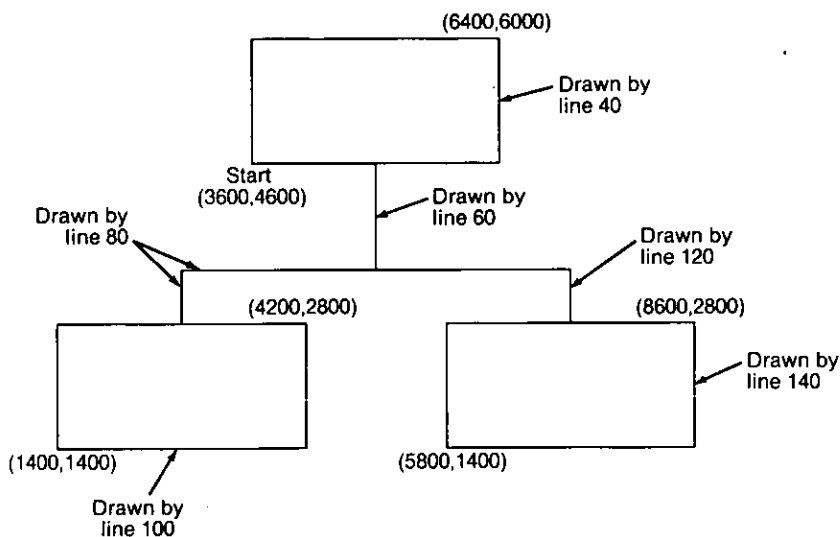 (6400,6000)
Drawn by
line 40
Start
(3600,4600)
Drawn by
line 60
Drawn by
line 80
Drawn by
line 120
(4200,2800)
(8600,2800)
Drawn by
line 140
(1400,1400)
(5800,1400)
Drawn by
line 100